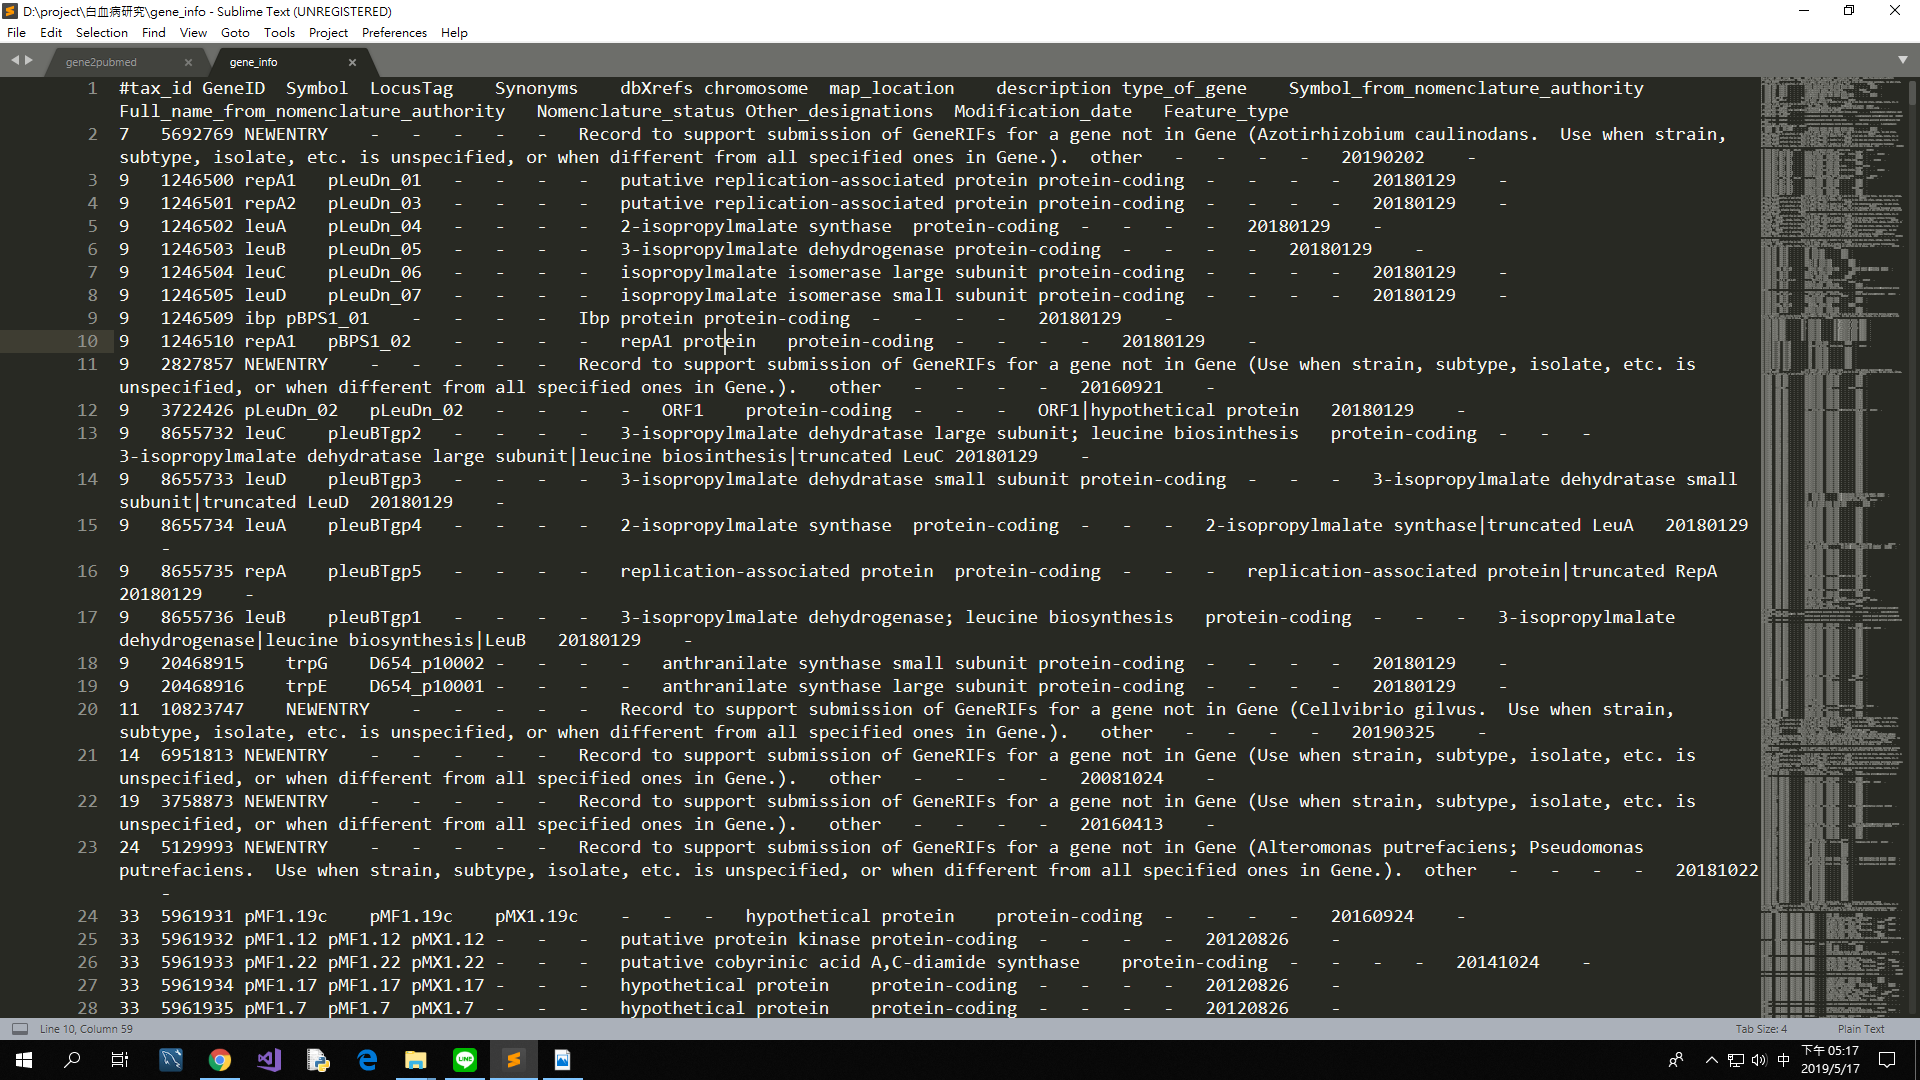 D:\project\白血病研究\gene_info - Sublime Text (UNREGISTERED)
File Edit Selection Find View Goto Tools Project Preferences Help
gene2pubmed gene_info
1 #tax_id GeneID Symbol LocusTag Synonyms dbXrefs chromosome map_location description type_of_gene Symbol_from_nomenclature_authority
Full_name_from_nomenclature_authority Nomenclature_status Other_designations Modification_date Feature_type
2 7 5692769 NEWENTRY - - - - - Record to support submission of GeneRIFs for a gene not in Gene (Azotirhizobium caulinodans.  Use when strain,
subtype, isolate, etc. is unspecified, or when different from all specified ones in Gene.). other - - - - 20190202 -
3 9 1246500 repA1 pLeuDn_01 - - - - putative replication-associated protein protein-coding - - - - 20180129 -
4 9 1246501 repA2 pLeuDn_03 - - - - putative replication-associated protein protein-coding - - - - 20180129 -
5 9 1246502 leuA pLeuDn_04 - - - - 2-isopropylmalate synthase protein-coding - - - - 20180129 -
6 9 1246503 leuB pLeuDn_05 - - - - 3-isopropylmalate dehydrogenase protein-coding - - - - 20180129 -
7 9 1246504 leuC pLeuDn_06 - - - - isopropylmalate isomerase large subunit protein-coding - - - - 20180129 -
8 9 1246505 leuD pLeuDn_07 - - - - isopropylmalate isomerase small subunit protein-coding - - - - 20180129 -
9 9 1246509 ibp pBPS1_01 - - - - Ibp protein protein-coding - - - - 20180129 -
10 9 1246510 repA1 pBPS1_02 - - - - repA1 protein protein-coding - - - - 20180129 -
11 9 2827857 NEWENTRY - - - - - Record to support submission of GeneRIFs for a gene not in Gene (Use when strain, subtype, isolate, etc. is
unspecified, or when different from all specified ones in Gene.). other - - - - 20160921 -
12 9 3722426 pLeuDn_02 pLeuDn_02 - - - - ORF1 protein-coding - - - ORF1|hypothetical protein 20180129 -
13 9 8655732 leuC pleuBTgp2 - - - - 3-isopropylmalate dehydratase large subunit; leucine biosinthesis protein-coding - - -
3-isopropylmalate dehydratase large subunit|leucine biosinthesis|truncated LeuC 20180129 -
14 9 8655733 leuD pleuBTgp3 - - - - 3-isopropylmalate dehydratase small subunit protein-coding - - - 3-isopropylmalate dehydratase small
subunit|truncated LeuD 20180129 -
15 9 8655734 leuA pleuBTgp4 - - - - 2-isopropylmalate synthase protein-coding - - - 2-isopropylmalate synthase|truncated LeuA 20180129
-
16 9 8655735 repA pleuBTgp5 - - - - replication-associated protein protein-coding - - - replication-associated protein|truncated RepA
20180129 -
17 9 8655736 leuB pleuBTgp1 - - - - 3-isopropylmalate dehydrogenase; leucine biosynthesis protein-coding - - - 3-isopropylmalate
dehydrogenase|leucine biosynthesis|LeuB 20180129 -
18 9 20468915 trpG D654_p10002 - - - - anthranilate synthase small subunit protein-coding - - - - 20180129 -
19 9 20468916 trpE D654_p10001 - - - - anthranilate synthase large subunit protein-coding - - - - 20180129 -
20 11 10823747 NEWENTRY - - - - - Record to support submission of GeneRIFs for a gene not in Gene (Cellvibrio gilvus.  Use when strain,
subtype, isolate, etc. is unspecified, or when different from all specified ones in Gene.). other - - - - 20190325 -
21 14 6951813 NEWENTRY - - - - - Record to support submission of GeneRIFs for a gene not in Gene (Use when strain, subtype, isolate, etc. is
unspecified, or when different from all specified ones in Gene.). other - - - - 20081024 -
22 19 3758873 NEWENTRY - - - - - Record to support submission of GeneRIFs for a gene not in Gene (Use when strain, subtype, isolate, etc. is
unspecified, or when different from all specified ones in Gene.). other - - - - 20160413 -
23 24 5129993 NEWENTRY - - - - - Record to support submission of GeneRIFs for a gene not in Gene (Alteromonas putrefaciens; Pseudomonas
putrefaciens.  Use when strain, subtype, isolate, etc. is unspecified, or when different from all specified ones in Gene.). other - - - - 20181022
-
24 33 5961931 pMF1.19c pMF1.19c pMX1.19c - - - hypothetical protein protein-coding - - - - 20160924 -
25 33 5961932 pMF1.12 pMF1.12 pMX1.12 - - - putative protein kinase protein-coding - - - - 20120826 -
26 33 5961933 pMF1.22 pMF1.22 pMX1.22 - - - putative cobyrinic acid A,C-diamide synthase protein-coding - - - - 20141024 -
27 33 5961934 pMF1.17 pMF1.17 pMX1.17 - - - hypothetical protein protein-coding - - - - 20120826 -
28 33 5961935 pMF1.7 pMF1.7 pMX1.7 - - - hypothetical protein protein-coding - - - - 20120826 -
Line 10, Column 59 Tab Size: 4 Plain Text
LINE 中 下午 05:17
2019/5/17